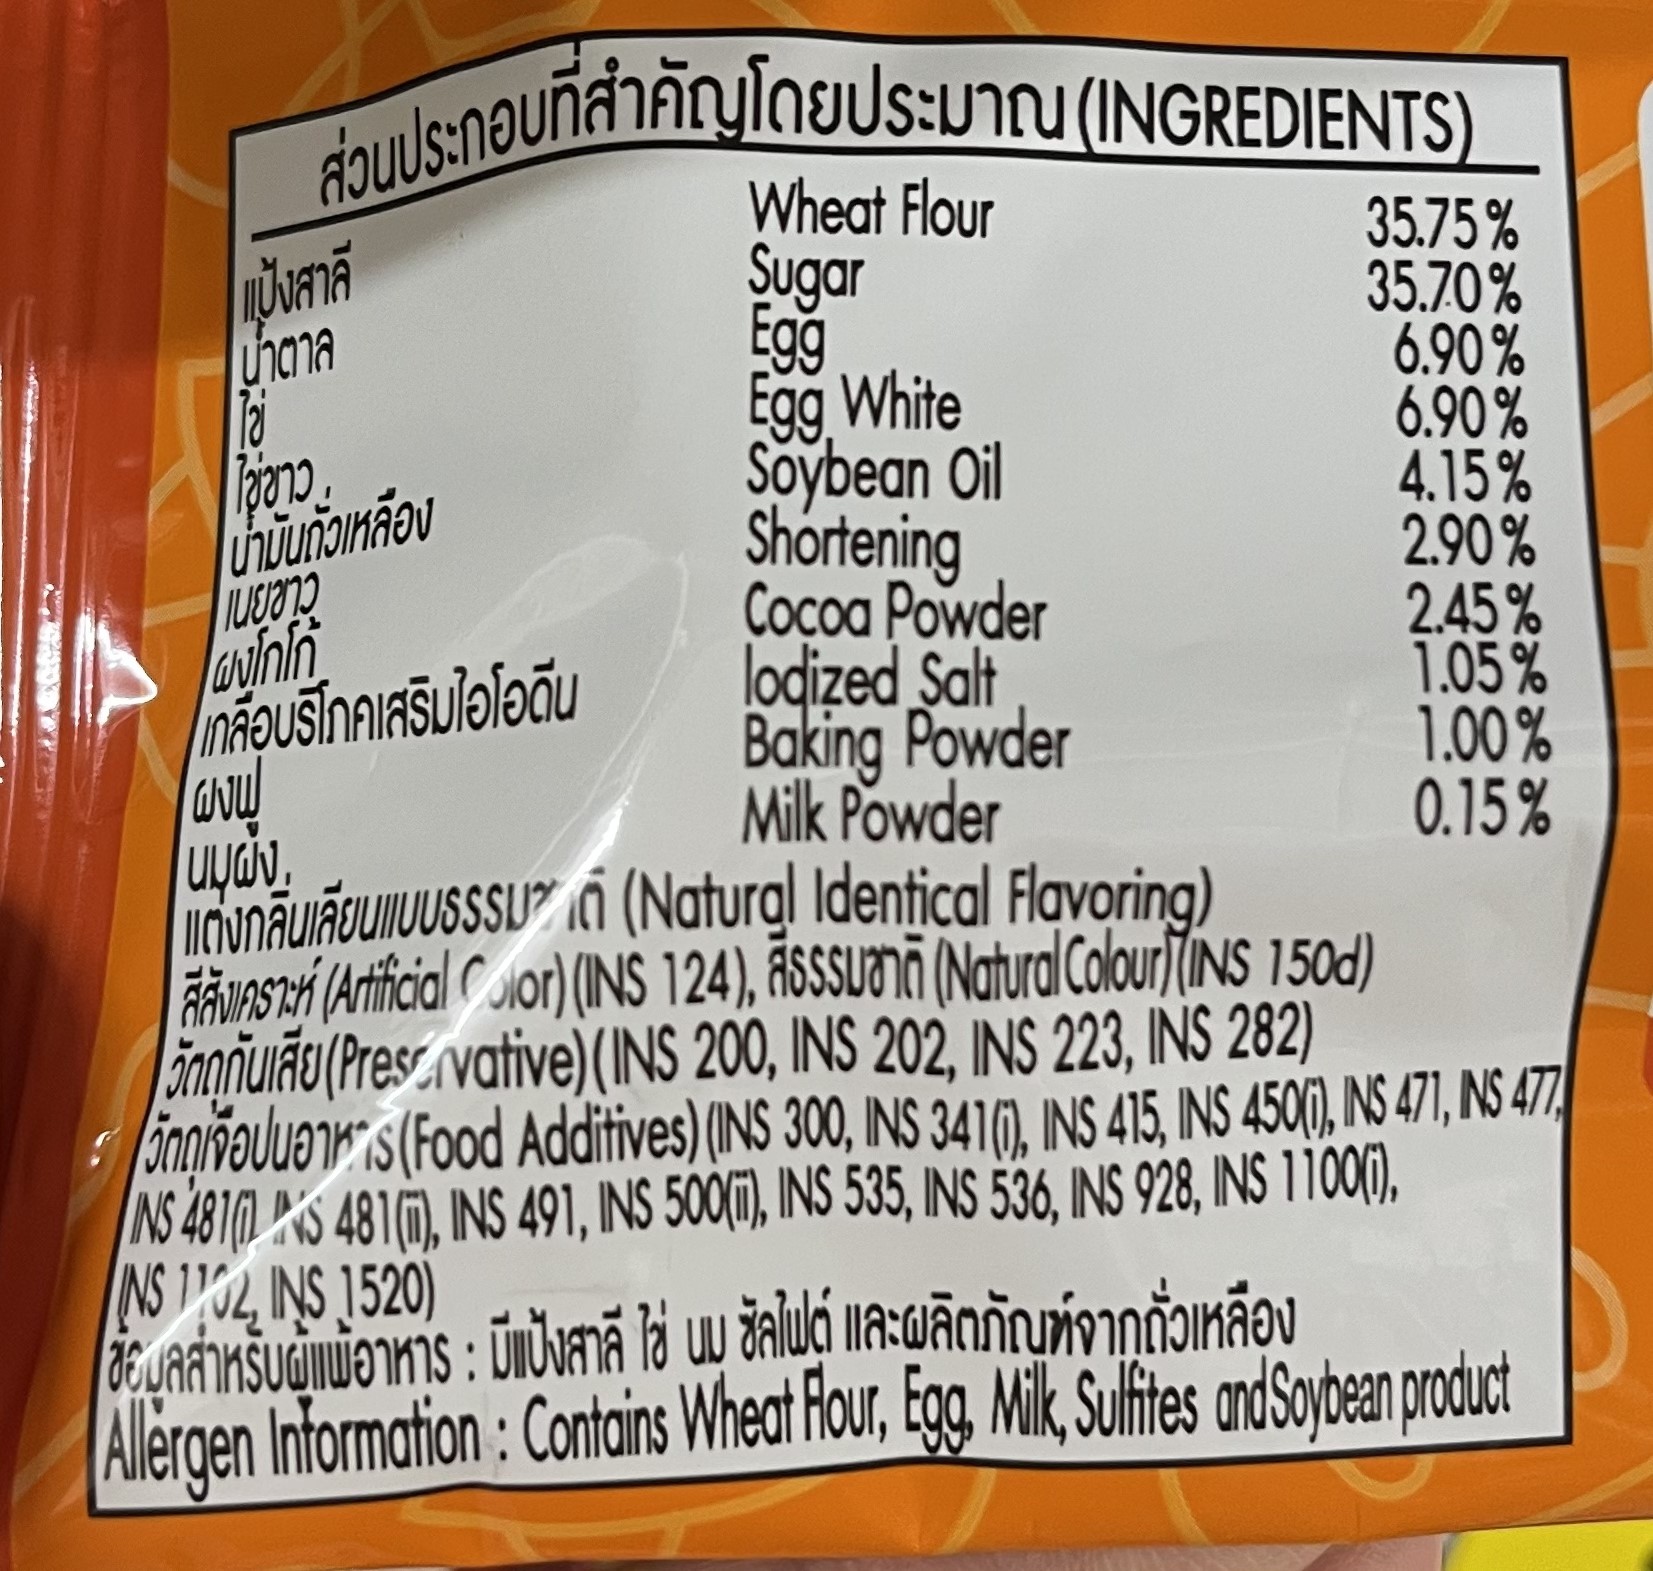 ส่วนประกอบที่สำคัญโดยประมาณ (INGREDIENTS)
แป้งสาลี Wheat Flour 35.75%
น้ำตาล Sugar 35.70%
ไข่ Egg 6.90%
ไข่ขาว Egg White 6.90%
น้ำมันถั่วเหลือง Soybean Oil 4.15%
เนยขาว Shortening 2.90%
ผงโกโก้ Cocoa Powder 2.45%
เกลือบริโภคเสริมไอโอดีน Iodized Salt 1.05%
ผงฟู Baking Powder 1.00%
นมผง Milk Powder 0.15%
แต่งกลิ่นเลียนแบบธรรมชาติ (Natural Identical Flavoring)
สีสังเคราะห์ (Artificial Color) (INS 124), สีธรรมชาติ (Natural Colour) (INS 150d)
วัตถุกันเสีย (Preservative) (INS 200, INS 202, INS 223, INS 282)
วัตถุเจือปนอาหาร (Food Additives) (INS 300, INS 341(i), INS 415, INS 450(i), INS 471, INS 477,
INS 481(i), INS 481(ii), INS 491, INS 500(ii), INS 535, INS 536, INS 928, INS 1100(i),
INS 1102, INS 1520)
ข้อมูลสำหรับผู้แพ้อาหาร : มีแป้งสาลี ไข่ นม ซัลไฟต์ และผลิตภัณฑ์จากถั่วเหลือง
Allergen Information : Contains Wheat Flour, Egg, Milk, Sulfites and Soybean product